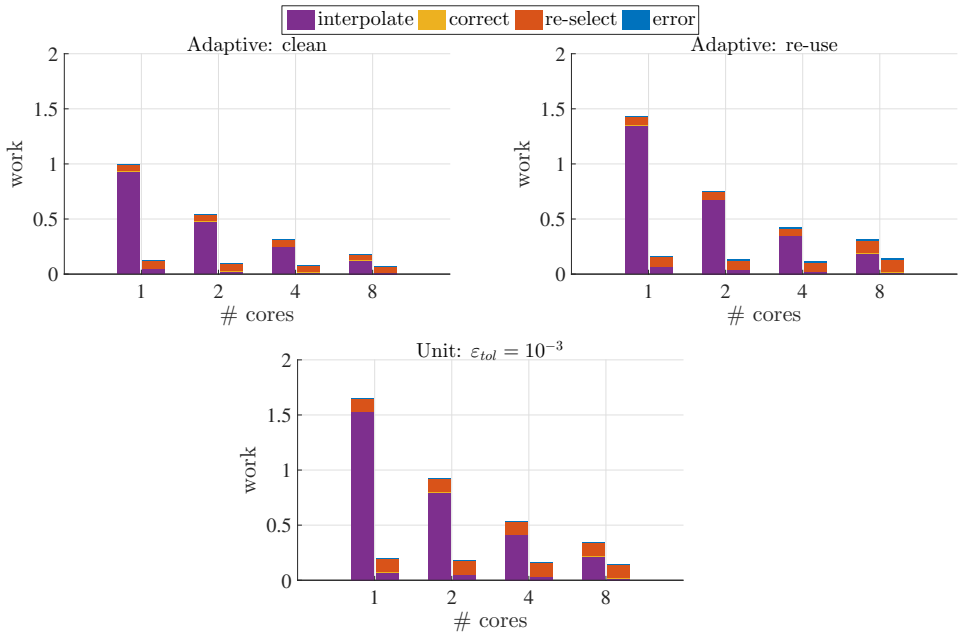 interpolate correct re-select error
Adaptive: clean
2
1.5
1
0.5
0
work
1 2 4 8
# cores
Adaptive: re-use
2
1.5
1
0.5
0
work
1 2 4 8
# cores
Unit: ε_tol = 10⁻³
2
1.5
1
0.5
0
work
1 2 4 8
# cores